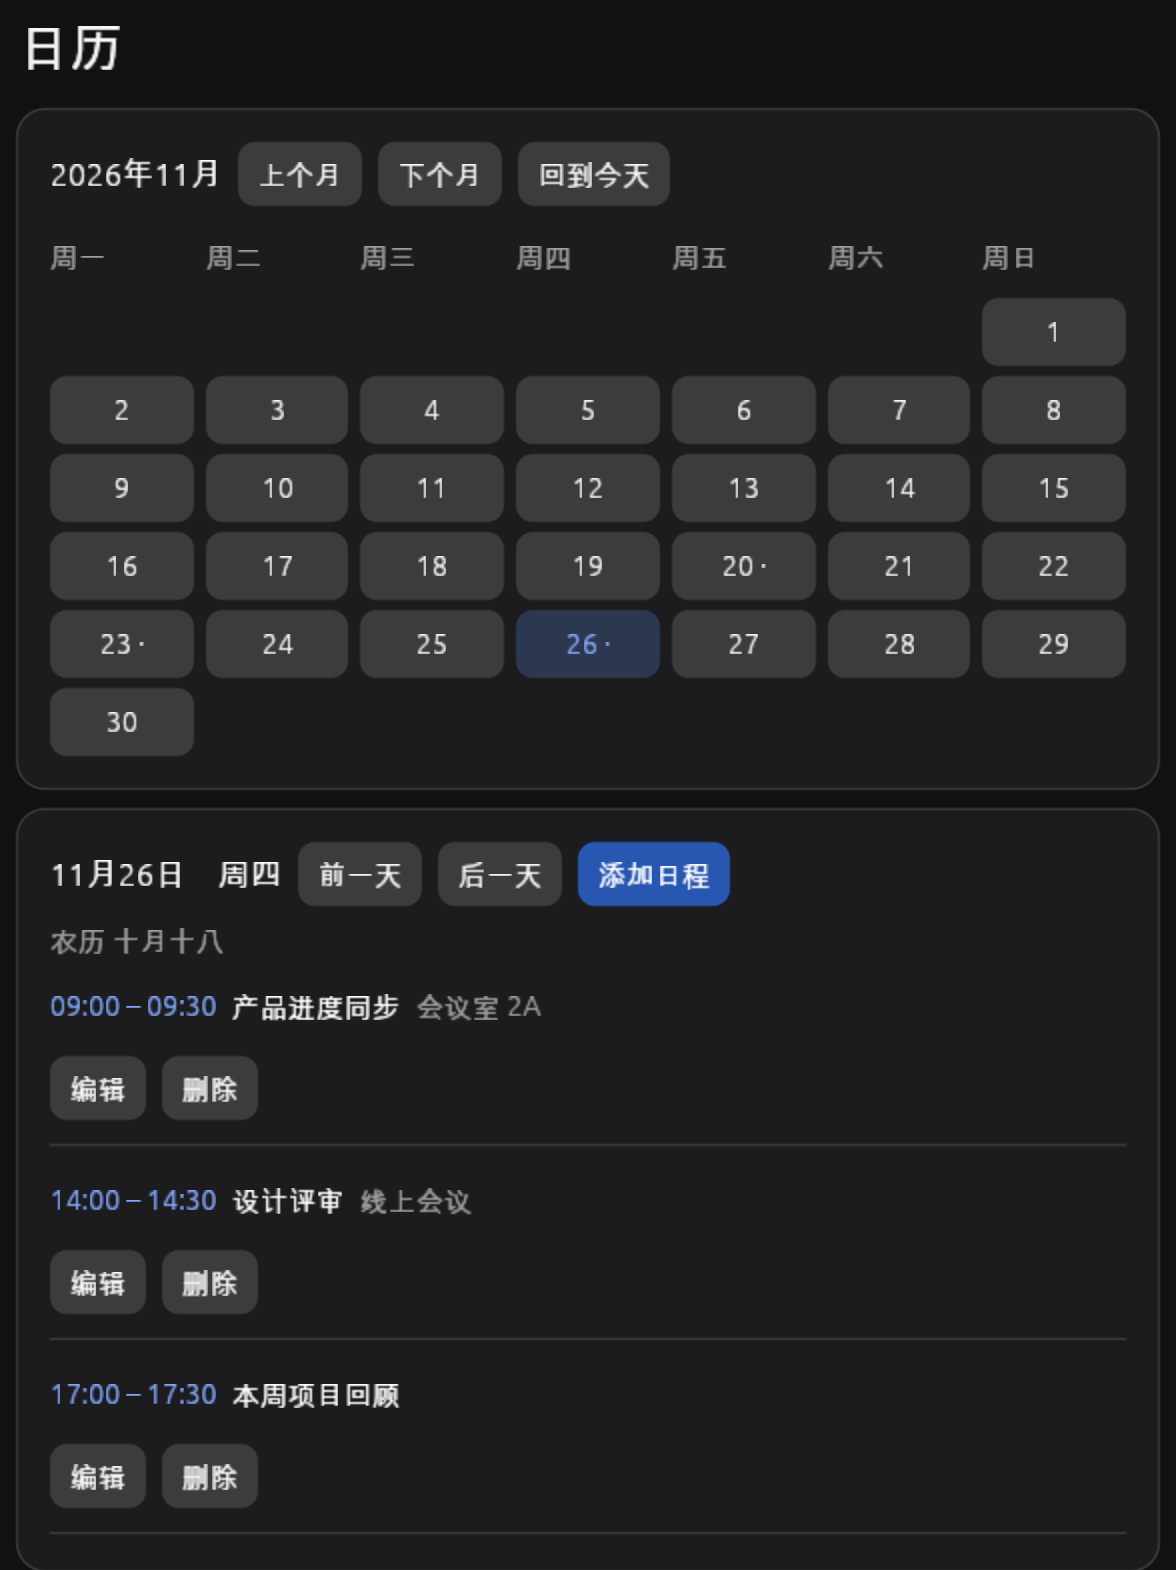 日历
2026年11月 上个月 下个月 回到今天
周一 周二 周三 周四 周五 周六 周日
1
2 3 4 5 6 7 8
9 10 11 12 13 14 15
16 17 18 19 20 · 21 22
23 · 24 25 26 · 27 28 29
30
11月26日 周四 前一天 后一天 添加日程
农历 十月十八
09:00 – 09:30 产品进度同步 会议室 2A
编辑 删除
14:00 – 14:30 设计评审 线上会议
编辑 删除
17:00 – 17:30 本周项目回顾
编辑 删除